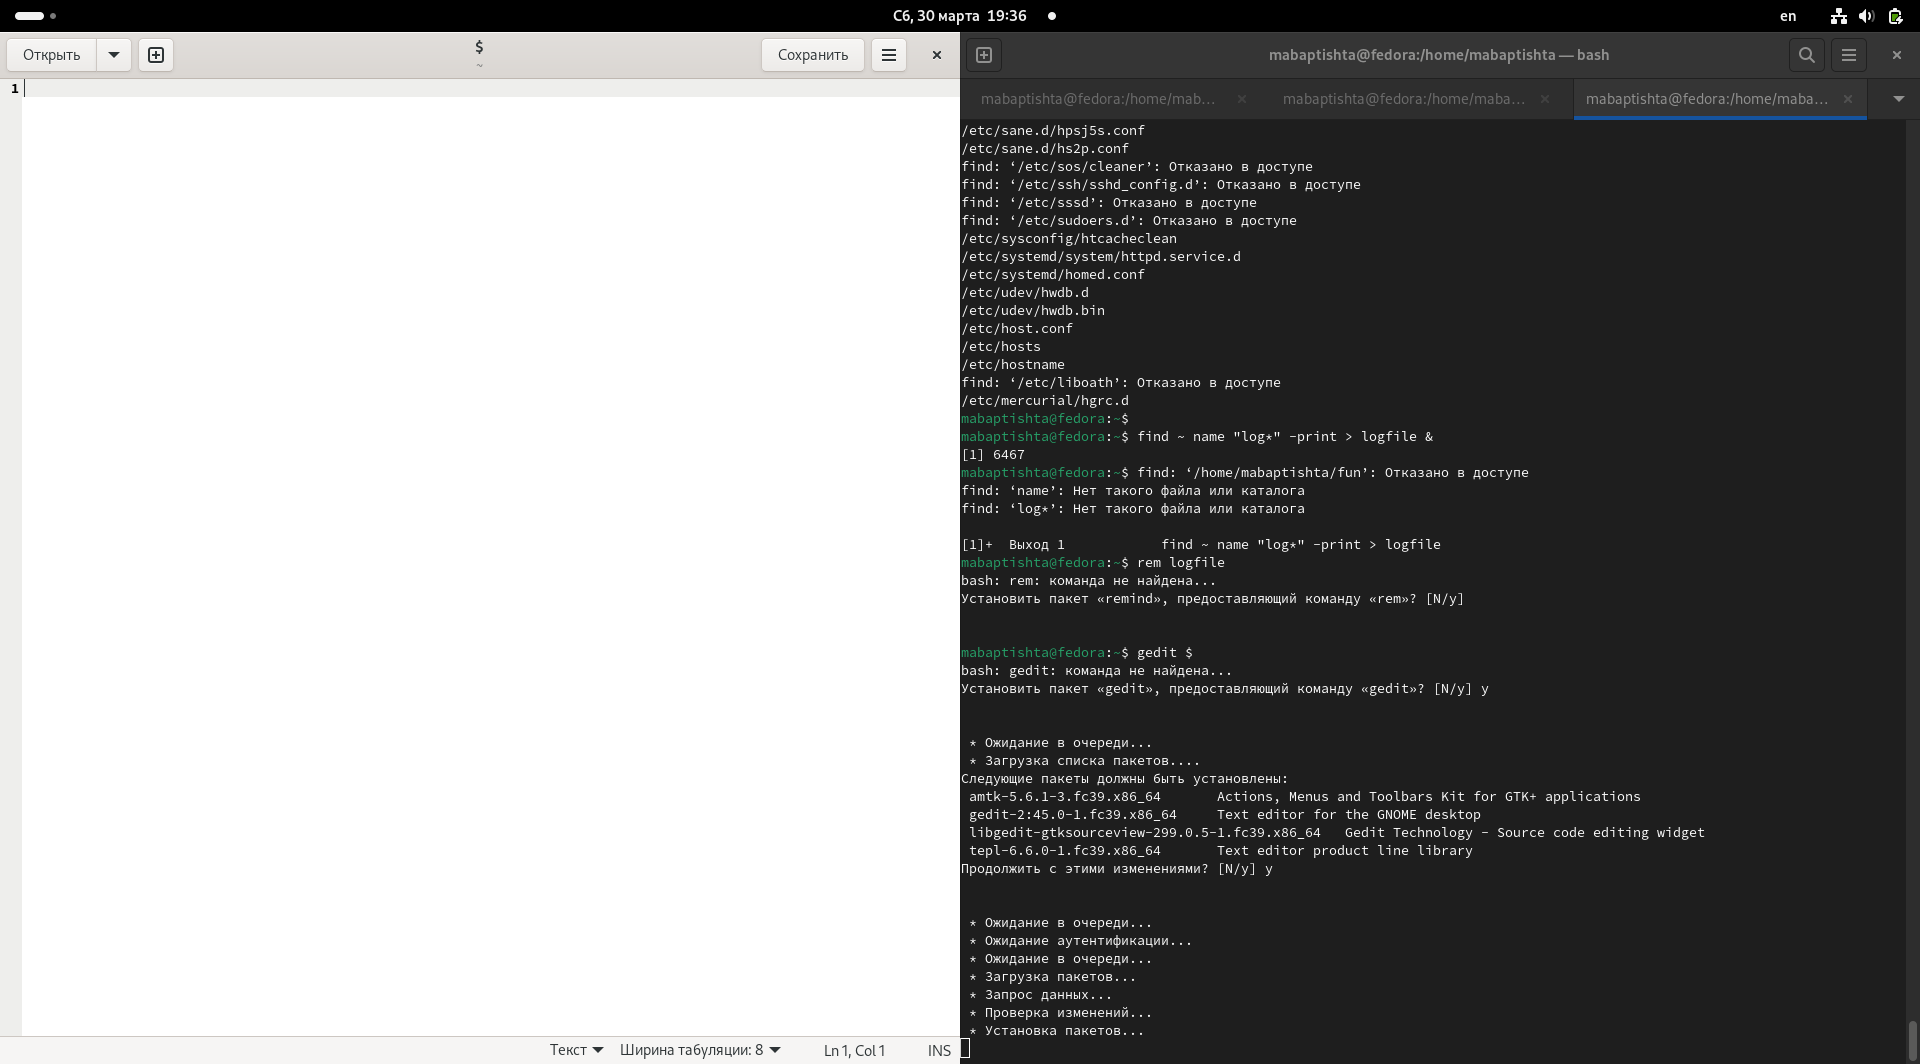 Сб, 30 марта 19:36
en
Открыть
$
~
Сохранить
1
Текст
Ширина табуляции: 8
Ln 1, Col 1
INS
mabaptishta@fedora:/home/mabaptishta — bash
mabaptishta@fedora:/home/mab...
mabaptishta@fedora:/home/maba...
mabaptishta@fedora:/home/maba...
/etc/sane.d/hpsj5s.conf
/etc/sane.d/hs2p.conf
find: ‘/etc/sos/cleaner’: Отказано в доступе
find: ‘/etc/ssh/sshd_config.d’: Отказано в доступе
find: ‘/etc/sssd’: Отказано в доступе
find: ‘/etc/sudoers.d’: Отказано в доступе
/etc/sysconfig/htcacheclean
/etc/systemd/system/httpd.service.d
/etc/systemd/homed.conf
/etc/udev/hwdb.d
/etc/udev/hwdb.bin
/etc/host.conf
/etc/hosts
/etc/hostname
find: ‘/etc/liboath’: Отказано в доступе
/etc/mercurial/hgrc.d
mabaptishta@fedora:~$
mabaptishta@fedora:~$ find ~ name "log*" -print > logfile &
[1] 6467
mabaptishta@fedora:~$ find: ‘/home/mabaptishta/fun’: Отказано в доступе
find: ‘name’: Нет такого файла или каталога
find: ‘log*’: Нет такого файла или каталога
[1]+  Выход 1            find ~ name "log*" -print > logfile
mabaptishta@fedora:~$ rem logfile
bash: rem: команда не найдена...
Установить пакет «remind», предоставляющий команду «rem»? [N/y]
mabaptishta@fedora:~$ gedit $
bash: gedit: команда не найдена...
Установить пакет «gedit», предоставляющий команду «gedit»? [N/y] y
* Ожидание в очереди...
* Загрузка списка пакетов....
Следующие пакеты должны быть установлены:
amtk-5.6.1-3.fc39.x86_64       Actions, Menus and Toolbars Kit for GTK+ applications
gedit-2:45.0-1.fc39.x86_64     Text editor for the GNOME desktop
libgedit-gtksourceview-299.0.5-1.fc39.x86_64   Gedit Technology - Source code editing widget
tepl-6.6.0-1.fc39.x86_64       Text editor product line library
Продолжить с этими изменениями? [N/y] y
* Ожидание в очереди...
* Ожидание аутентификации...
* Ожидание в очереди...
* Загрузка пакетов...
* Запрос данных...
* Проверка изменений...
* Установка пакетов...